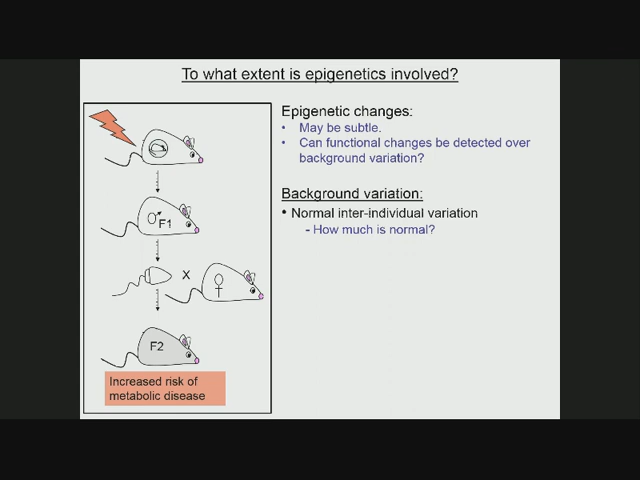 To what extent is epigenetics involved?
Epigenetic changes:
• May be subtle.
• Can functional changes be detected over
background variation?
Background variation:
• Normal inter-individual variation
- How much is normal?
F1
X
F2
Increased risk of
metabolic disease